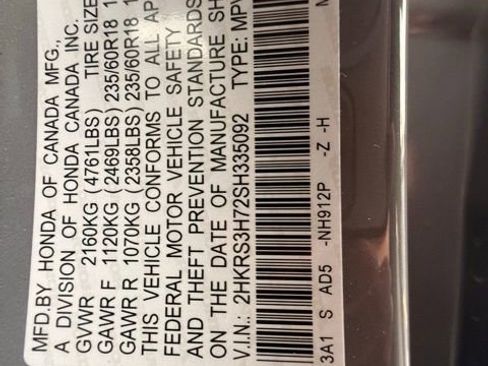 MFD.BY HONDA OF CANADA MFG.,
A DIVISION OF HONDA CANADA INC.
GVWR 2160KG (4761LBS) TIRE SIZE
GAWR F 1120KG (2469LBS) 235/60R18 1
GAWR R 1070KG (2358LBS) 235/60R18 1
THIS VEHICLE CONFORMS TO ALL AP
FEDERAL MOTOR VEHICLE SAFETY
AND THEFT PREVENTION STANDARDS
ON THE DATE OF MANUFACTURE SH
V.I.N.: 2HKRS3H72SH335092 TYPE: MPV
3A1 S AD5 -NH912P -Z -H